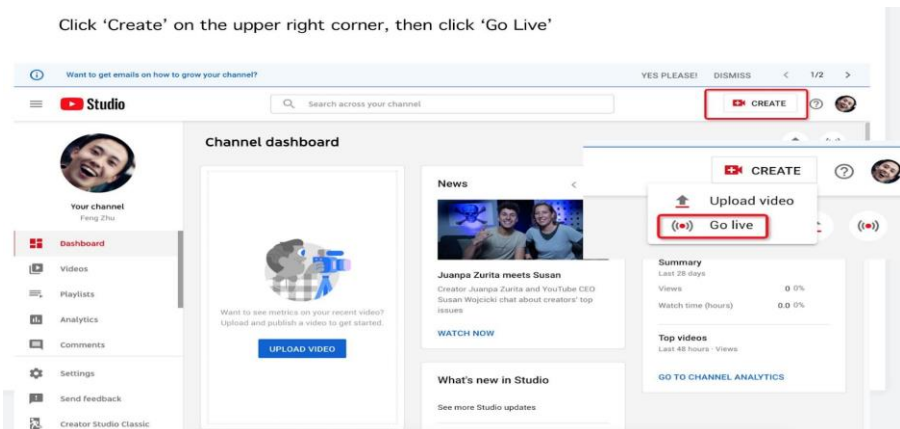 Click ‘Create’ on the upper right corner, then click ‘Go Live’
Want to get emails on how to grow your channel?
YES PLEASE!
DISMISS
1/2
Studio
Search across your channel
CREATE
Your channel
Feng Zhu
Dashboard
Videos
Playlists
Analytics
Comments
Settings
Send feedback
Creator Studio Classic
Channel dashboard
Want to see metrics on your recent video?
Upload and publish a video to get started.
UPLOAD VIDEO
News
Juanpa Zurita meets Susan
Creator Juanpa Zurita and YouTube CEO
Susan Wojcicki chat about creators' top
issues
WATCH NOW
What's new in Studio
See more Studio updates
CREATE
Upload video
Go live
Summary
Last 28 days
Views 0 0%
Watch time (hours) 0.0 0%
Top videos
Last 48 hours · Views
GO TO CHANNEL ANALYTICS